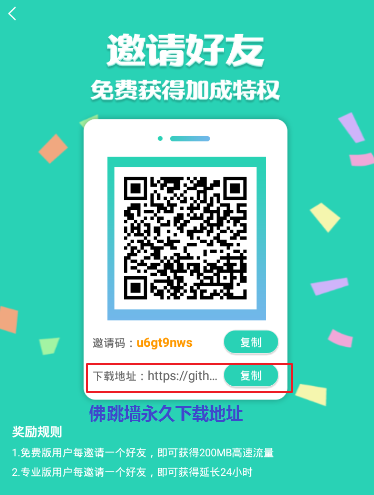 邀请好友
免费获得加成特权
邀请码：u6gt9nws 复制
下载地址：https://gith... 复制
佛跳墙永久下载地址
奖励规则
1.免费版用户每邀请一个好友，即可获得200MB高速流量
2.专业版用户每邀请一个好友，即可获得延长24小时